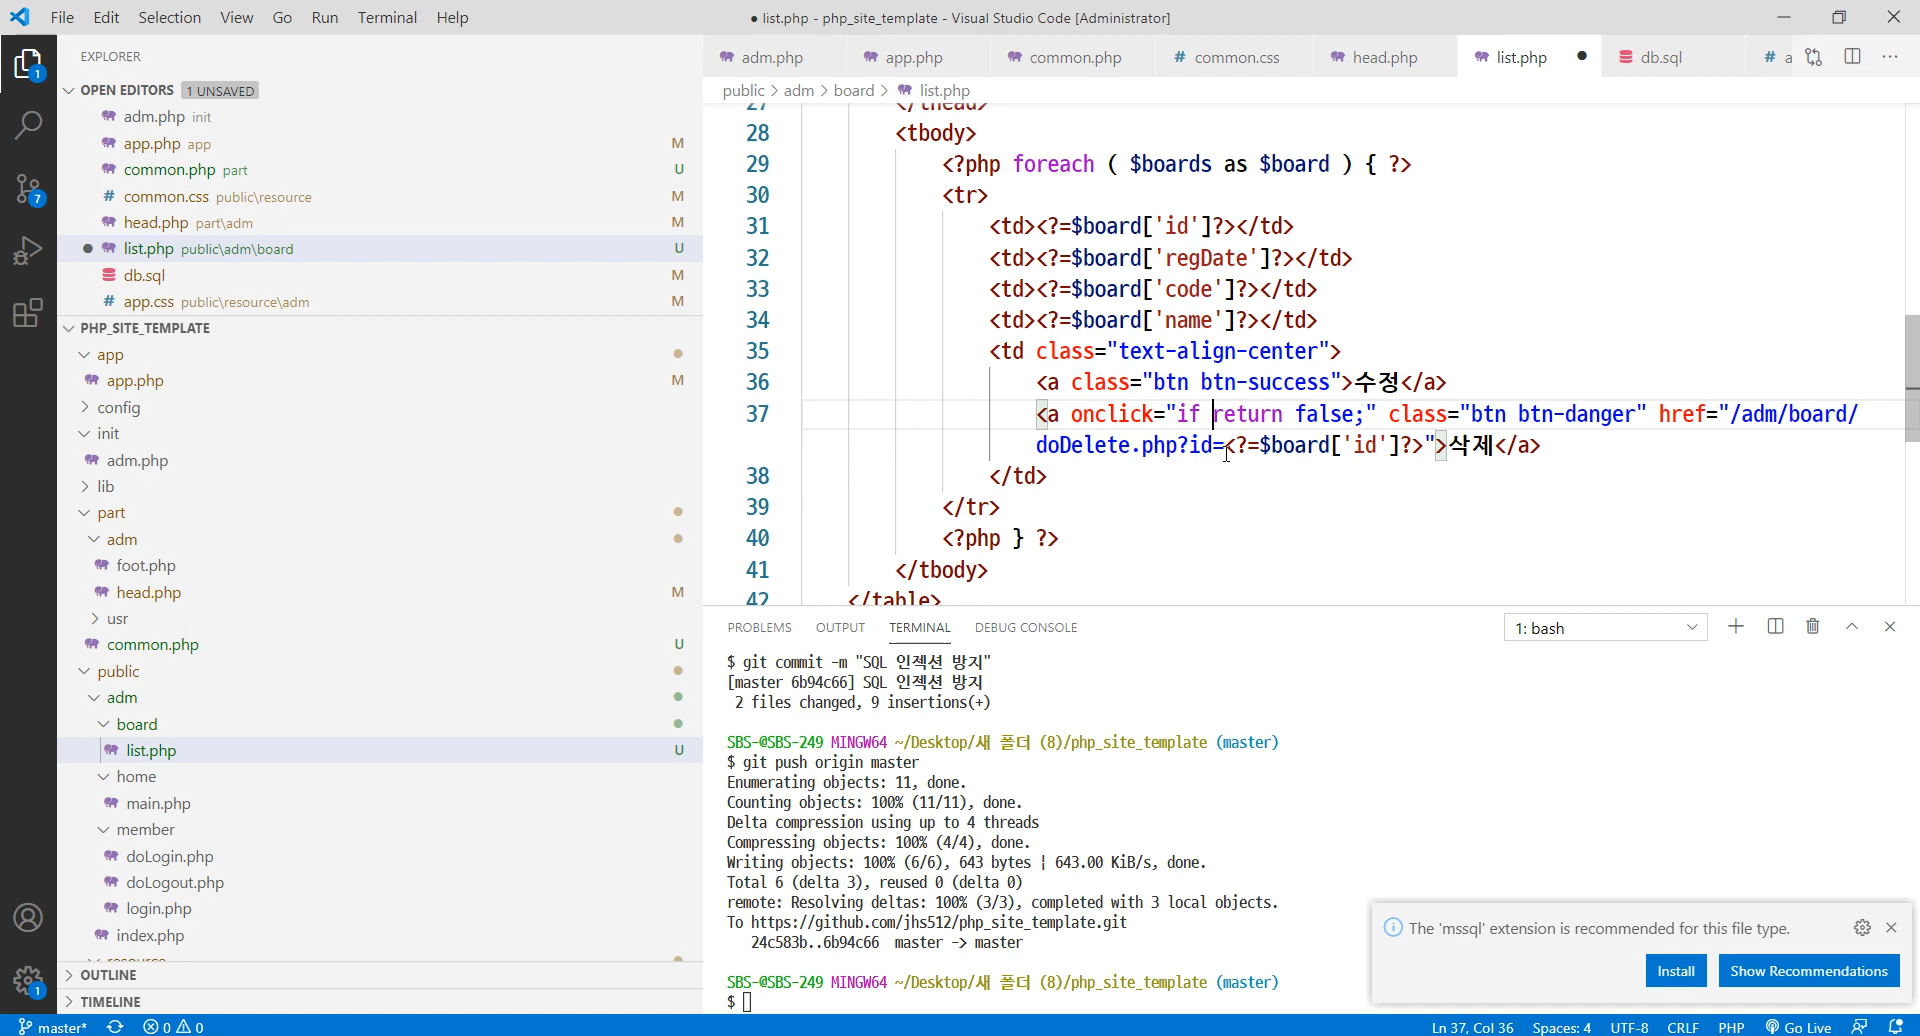 File Edit Selection View Go Run Terminal Help
● list.php - php_site_template - Visual Studio Code [Administrator]
EXPLORER
OPEN EDITORS 1 UNSAVED
adm.php init
app.php app M
common.php part U
# common.css public\resource M
head.php part\adm M
● list.php public\adm\board U
db.sql M
# app.css public\resource\adm M
PHP_SITE_TEMPLATE
app
app.php M
config
init
adm.php
lib
part
adm
foot.php
head.php M
usr
common.php U
public
adm
board
list.php U
home
main.php
member
doLogin.php
doLogout.php
login.php
index.php
resource
OUTLINE
TIMELINE
1
7
1
adm.php app.php common.php # common.css head.php list.php ● db.sql # a
public > adm > board > list.php
27 </thead>
28 <tbody>
29 <?php foreach ( $boards as $board ) { ?>
30 <tr>
31 <td><?=$board['id']?></td>
32 <td><?=$board['regDate']?></td>
33 <td><?=$board['code']?></td>
34 <td><?=$board['name']?></td>
35 <td class="text-align-center">
36 <a class="btn btn-success">수정</a>
37 <a onclick="if return false;" class="btn btn-danger" href="/adm/board/
doDelete.php?id=<?=$board['id']?>">삭제</a>
38 </td>
39 </tr>
40 <?php } ?>
41 </tbody>
42 </table>
PROBLEMS OUTPUT TERMINAL DEBUG CONSOLE 1: bash
$ git commit -m "SQL 인젝션 방지"
[master 6b94c66] SQL 인젝션 방지
2 files changed, 9 insertions(+)
SBS-@SBS-249 MINGW64 ~/Desktop/새 폴더 (8)/php_site_template (master)
$ git push origin master
Enumerating objects: 11, done.
Counting objects: 100% (11/11), done.
Delta compression using up to 4 threads
Compressing objects: 100% (4/4), done.
Writing objects: 100% (6/6), 643 bytes ¦ 643.00 KiB/s, done.
Total 6 (delta 3), reused 0 (delta 0)
remote: Resolving deltas: 100% (3/3), completed with 3 local objects.
To https://github.com/jhs512/php_site_template.git
24c583b..6b94c66 master -> master
SBS-@SBS-249 MINGW64 ~/Desktop/새 폴더 (8)/php_site_template (master)
$
The 'mssql' extension is recommended for this file type.
Install Show Recommendations
master* 0 0 Ln 37, Col 36 Spaces: 4 UTF-8 CRLF PHP Go Live